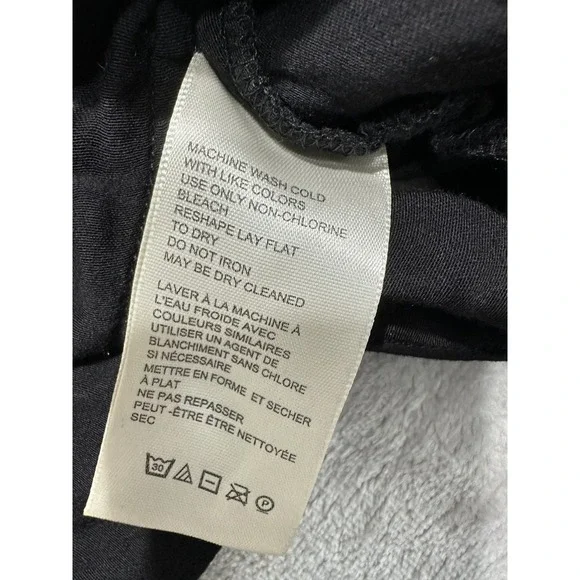 MACHINE WASH COLD
WITH LIKE COLORS
USE ONLY NON-CHLORINE
BLEACH
RESHAPE LAY FLAT
TO DRY
DO NOT IRON
MAY BE DRY CLEANED
LAVER À LA MACHINE À
L'EAU FROIDE AVEC
COULEURS SIMILAIRES
UTILISER UN AGENT DE
BLANCHIMENT SANS CHLORE
SI NÉCESSAIRE
METTRE EN FORME ET SECHER
À PLAT
NE PAS REPASSER
PEUT -ÊTRE ÊTRE NETTOYÉE
SEC
30 P